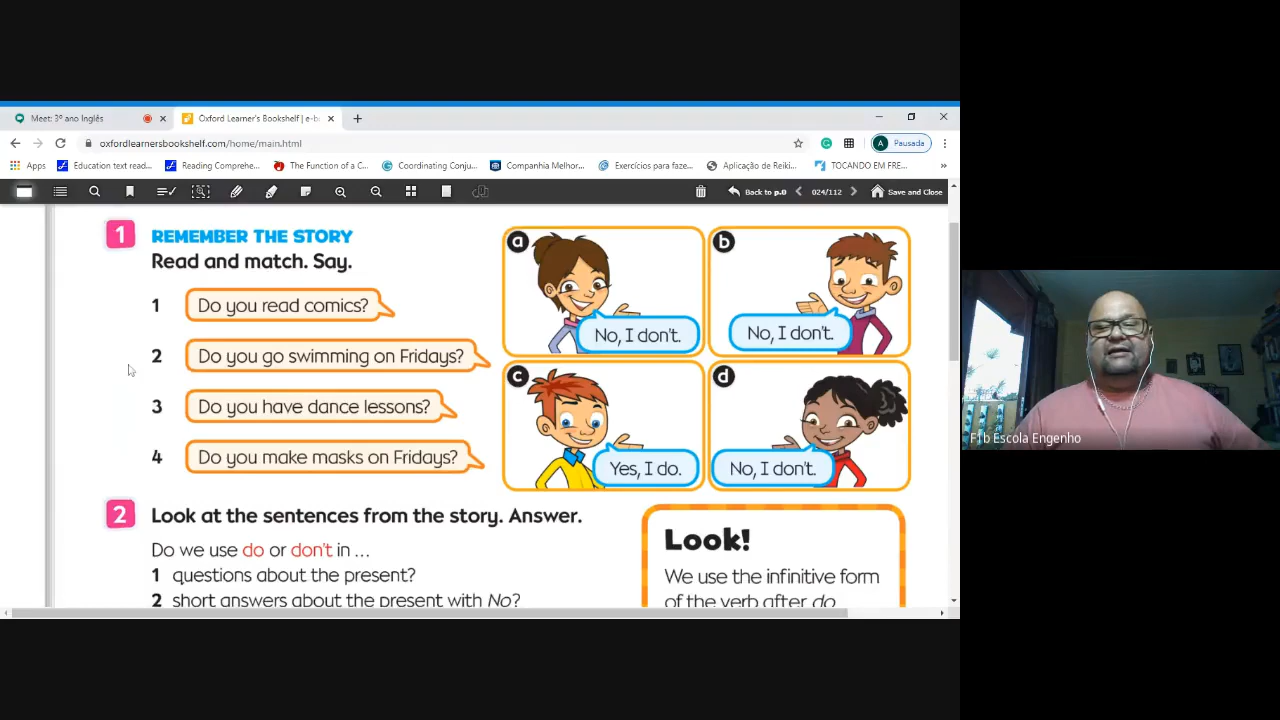 Meet: 3º ano Inglês
Oxford Learner's Bookshelf | e-b
oxfordlearnersbookshelf.com/home/main.html
A Pausada
Apps
Education text read...
Reading Comprehe...
The Function of a C...
Coordinating Conju...
Companhia Melhor...
Exercícios para faze...
Aplicação de Reiki...
TOCANDO EM FRE...
»
Back to p.0
024/112
Save and Close
1
REMEMBER THE STORY
Read and match. Say.
1 Do you read comics?
2 Do you go swimming on Fridays?
3 Do you have dance lessons?
4 Do you make masks on Fridays?
a
No, I don't.
b
No, I don't.
c
Yes, I do.
d
No, I don't.
2
Look at the sentences from the story. Answer.
Do we use do or don't in ...
1 questions about the present?
2 short answers about the present with No?
Look!
We use the infinitive form
of the verb after do
Escola Engenho